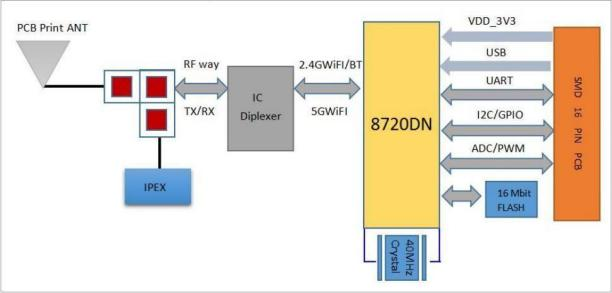 PCB Print ANT
RF way
TX/RX
IPEX
IC
Diplexer
2.4GWiFI/BT
5GWiFI
8720DN
VDD_3V3
USB
UART
I2C/GPIO
ADC/PWM
16 Mbit
FLASH
40MHz
Crystal
SMD 16 PIN PCB